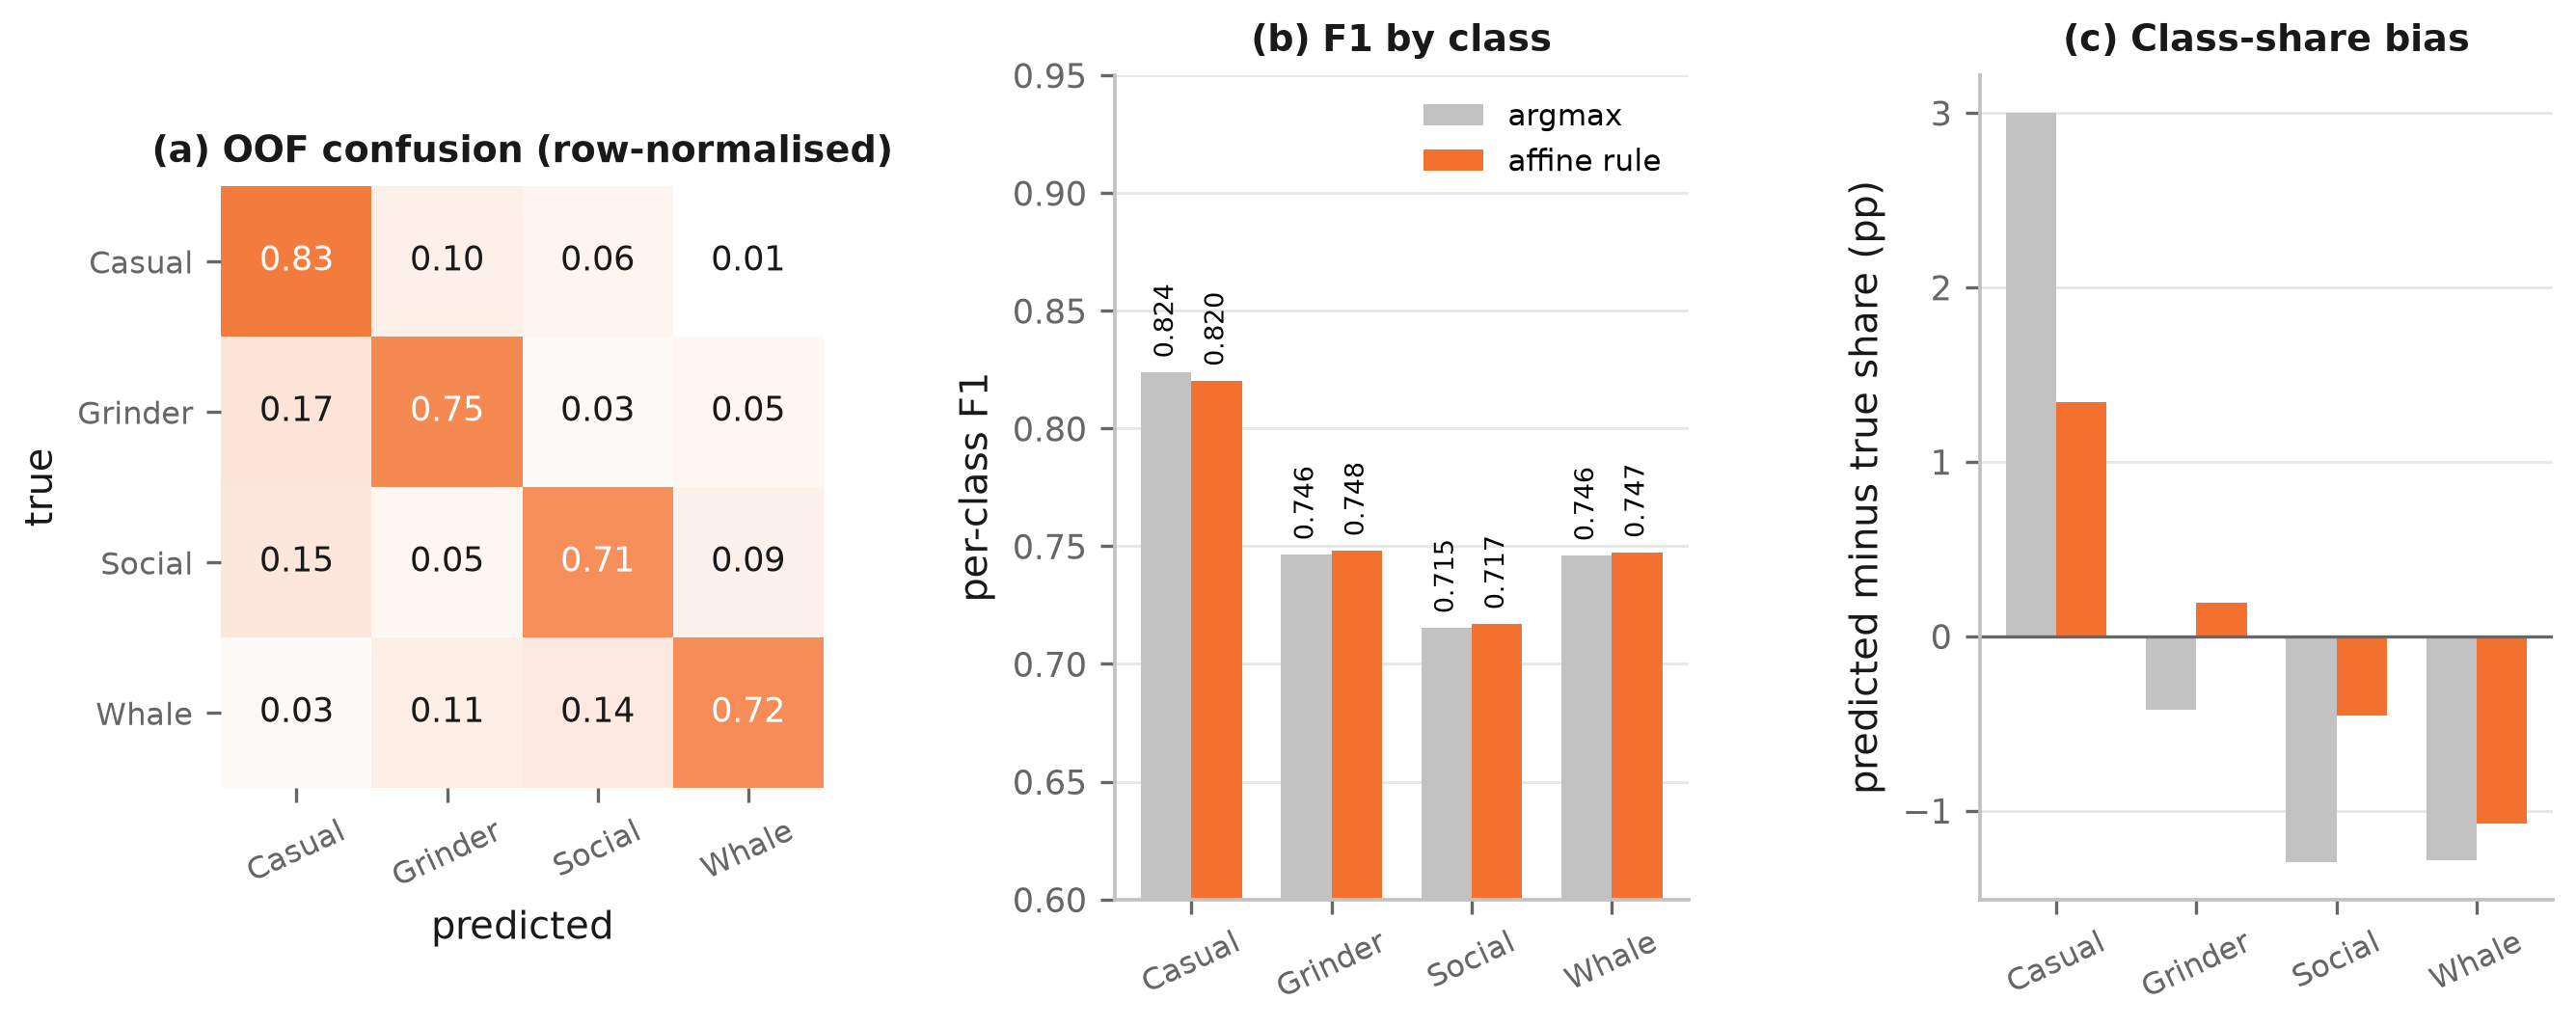 (a) OOF confusion (row-normalised)
true
Casual 0.83 0.10 0.06 0.01
Grinder 0.17 0.75 0.03 0.05
Social 0.15 0.05 0.71 0.09
Whale 0.03 0.11 0.14 0.72
Casual Grinder Social Whale
predicted
(b) F1 by class
per-class F1
0.95
0.90
0.85
0.80
0.75
0.70
0.65
0.60
argmax
affine rule
0.824 0.820 0.746 0.748 0.715 0.717 0.746 0.747
Casual Grinder Social Whale
(c) Class-share bias
predicted minus true share (pp)
3
2
1
0
−1
Casual Grinder Social Whale